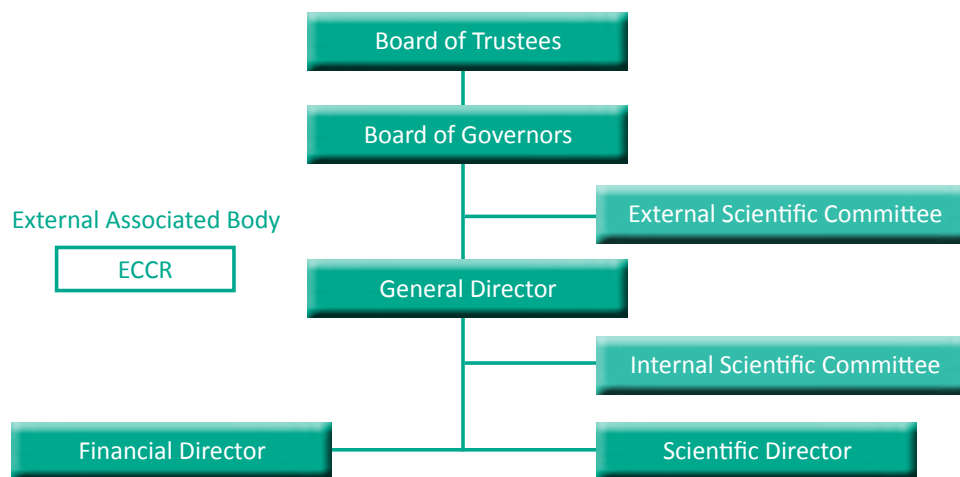 Board of Trustees
Board of Governors
External Scientific Committee
External Associated Body
ECCR
General Director
Internal Scientific Committee
Financial Director
Scientific Director